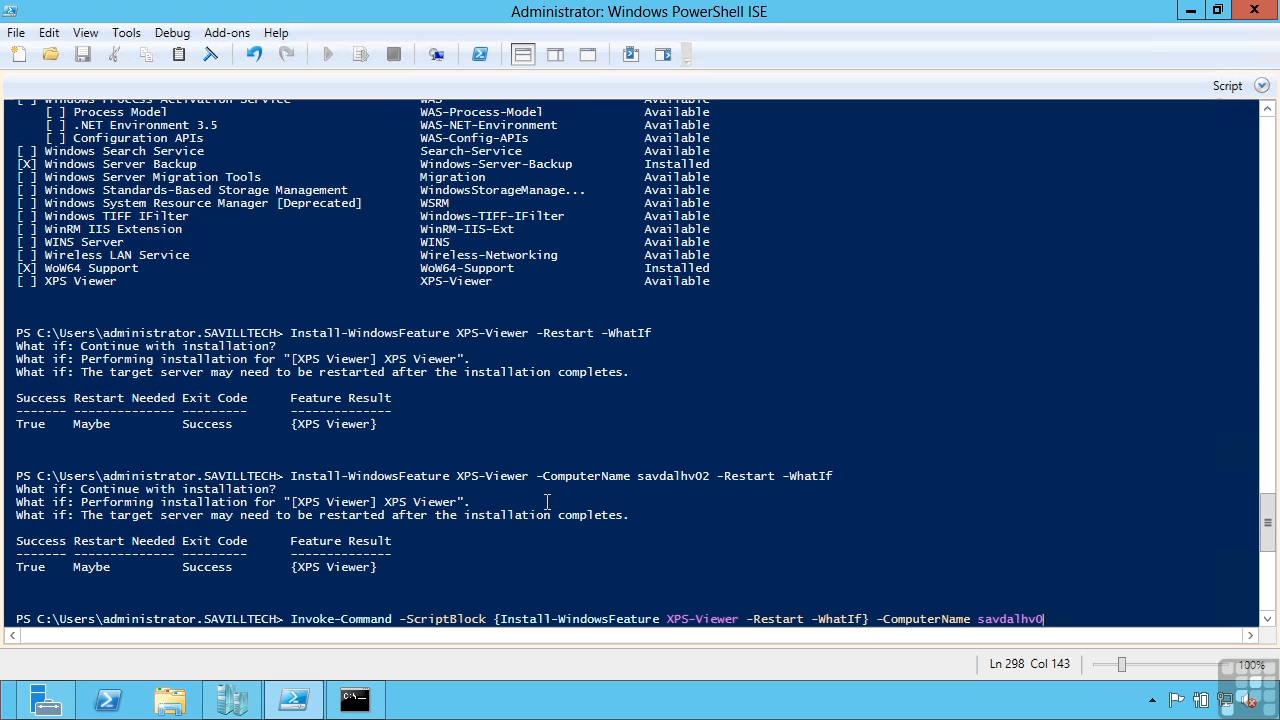 Administrator: Windows PowerShell ISE
File Edit View Tools Debug Add-ons Help
Script
[ ] Windows Process Activation Service WAS Available
[ ] Process Model WAS-Process-Model Available
[ ] .NET Environment 3.5 WAS-NET-Environment Available
[ ] Configuration APIs WAS-Config-APIs Available
[ ] Windows Search Service Search-Service Available
[X] Windows Server Backup Windows-Server-Backup Installed
[ ] Windows Server Migration Tools Migration Available
[ ] Windows Standards-Based Storage Management WindowsStorageManage... Available
[ ] Windows System Resource Manager [Deprecated] WSRM Available
[ ] Windows TIFF IFilter Windows-TIFF-IFilter Available
[ ] WinRM IIS Extension WinRM-IIS-Ext Available
[ ] WINS Server WINS Available
[ ] Wireless LAN Service Wireless-Networking Available
[X] WoW64 Support WoW64-Support Installed
[ ] XPS Viewer XPS-Viewer Available
PS C:\Users\administrator.SAVILLTECH> Install-WindowsFeature XPS-Viewer -Restart -WhatIf
What if: Continue with installation?
What if: Performing installation for "[XPS Viewer] XPS Viewer".
What if: The target server may need to be restarted after the installation completes.
Success Restart Needed Exit Code Feature Result
------- -------------- --------- --------------
True Maybe Success {XPS Viewer}
PS C:\Users\administrator.SAVILLTECH> Install-WindowsFeature XPS-Viewer -ComputerName savdalhv02 -Restart -WhatIf
What if: Continue with installation?
What if: Performing installation for "[XPS Viewer] XPS Viewer".
What if: The target server may need to be restarted after the installation completes.
Success Restart Needed Exit Code Feature Result
------- -------------- --------- --------------
True Maybe Success {XPS Viewer}
PS C:\Users\administrator.SAVILLTECH> Invoke-Command -ScriptBlock {Install-WindowsFeature XPS-Viewer -Restart -WhatIf} -ComputerName savdalhv0
Ln 298 Col 143 100%